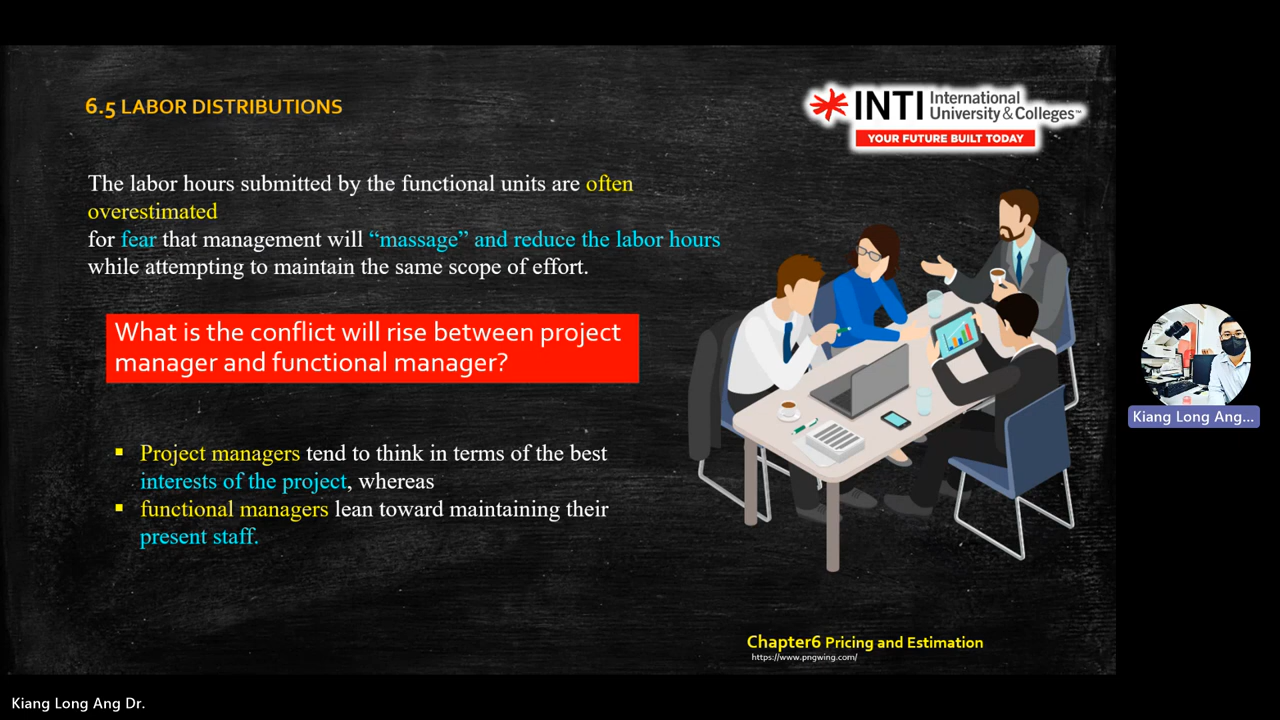 6.5 LABOR DISTRIBUTIONS
INTI International
University & Colleges™
YOUR FUTURE BUILT TODAY
The labor hours submitted by the functional units are often
overestimated
for fear that management will “massage” and reduce the labor hours
while attempting to maintain the same scope of effort.
What is the conflict will rise between project
manager and functional manager?
▪ Project managers tend to think in terms of the best
interests of the project, whereas
▪ functional managers lean toward maintaining their
present staff.
Kiang Long Ang...
Chapter6 Pricing and Estimation
https://www.pngwing.com/
Kiang Long Ang Dr.